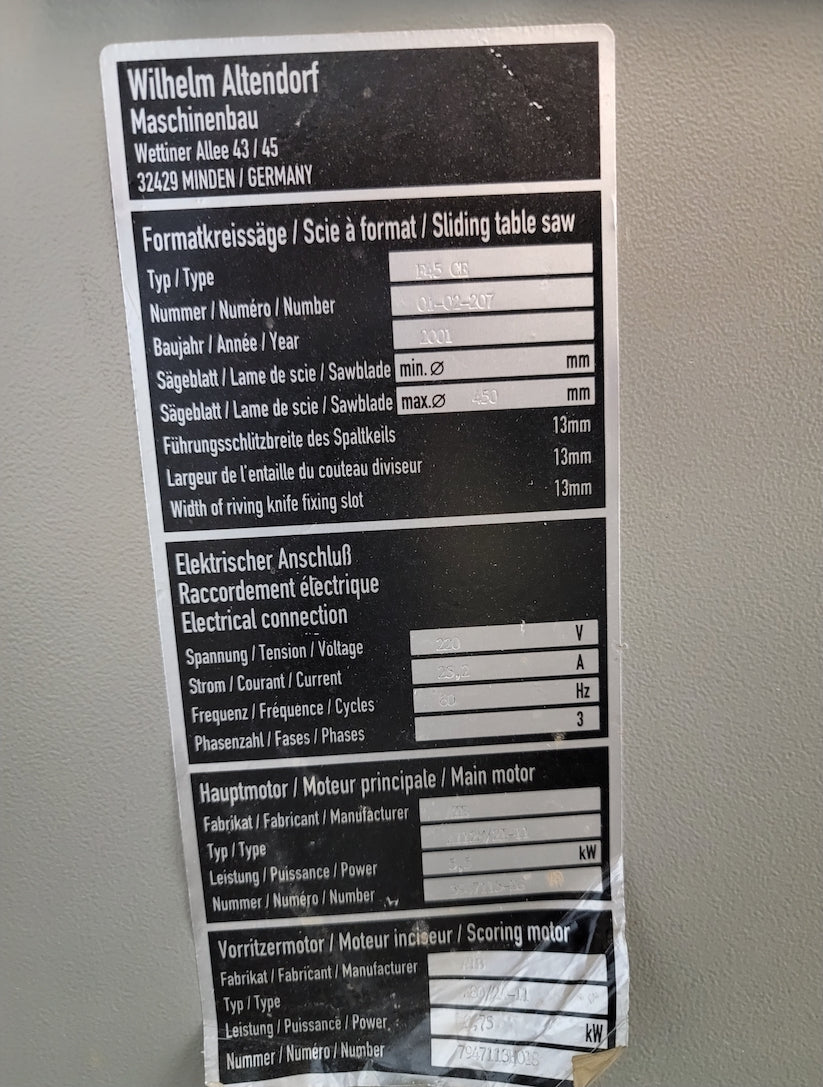 Wilhelm Altendorf
Maschinenbau
Wettiner Allee 43 / 45
32429 MINDEN / GERMANY
Formatkreissäge / Scie à format / Sliding table saw
Typ / Type F45 CE
Nummer / Numéro / Number 01-02-207
Baujahr / Année / Year 2001
Sägeblatt / Lame de scie / Sawblade min. Ø mm
Sägeblatt / Lame de scie / Sawblade max.Ø 450 mm
Führungsschlitzbreite des Spaltkeils 13mm
Largeur de l'entaille du couteau diviseur 13mm
Width of riving knife fixing slot 13mm
Elektrischer Anschluß
Raccordement électrique
Electrical connection
Spannung / Tension / Voltage 220 V
Strom / Courant / Current A
Frequenz / Fréquence / Cycles 60 Hz
Phasenzahl / Fases / Phases 3
Hauptmotor / Moteur principale / Main motor
Fabrikat / Fabricant / Manufacturer
Typ / Type
Leistung / Puissance / Power kW
Nummer / Numéro / Number
Vorritzermotor / Moteur inciseur / Scoring motor
Fabrikat / Fabricant / Manufacturer
Typ / Type
Leistung / Puissance / Power kW
Nummer / Numéro / Number